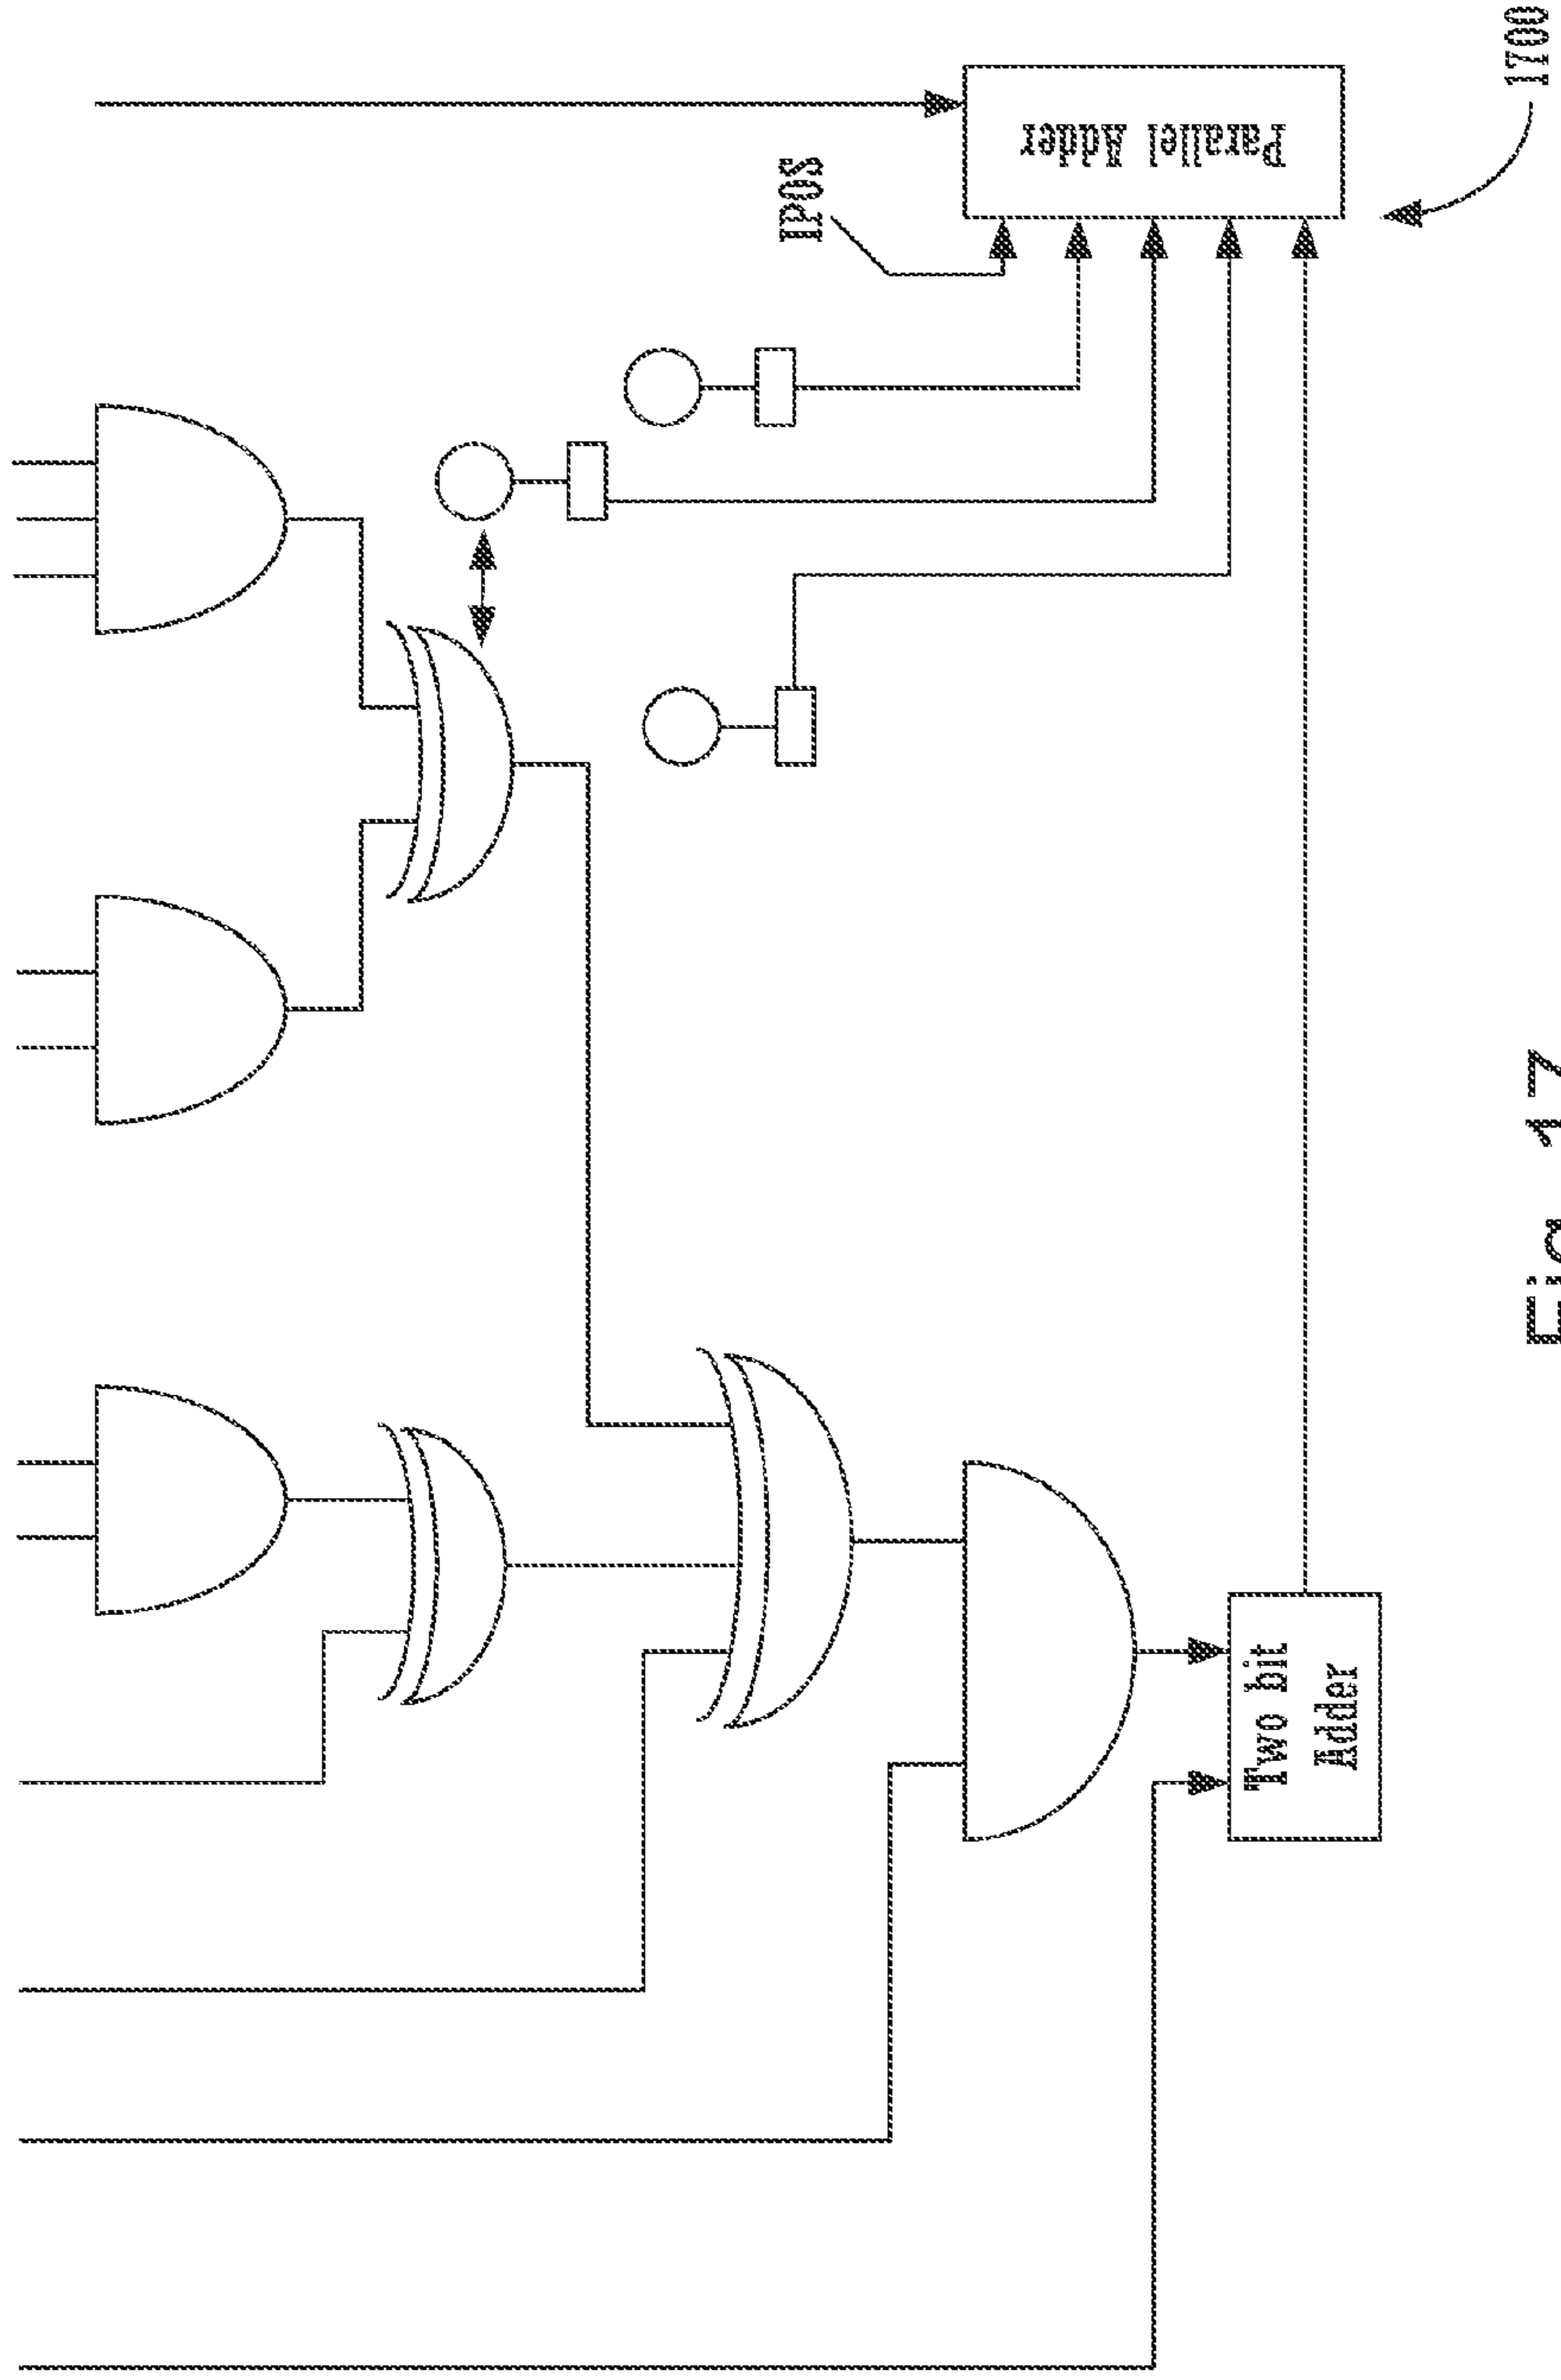 IPOS
Parallel Adder
Two bit
Adder
1700
Fig. 17